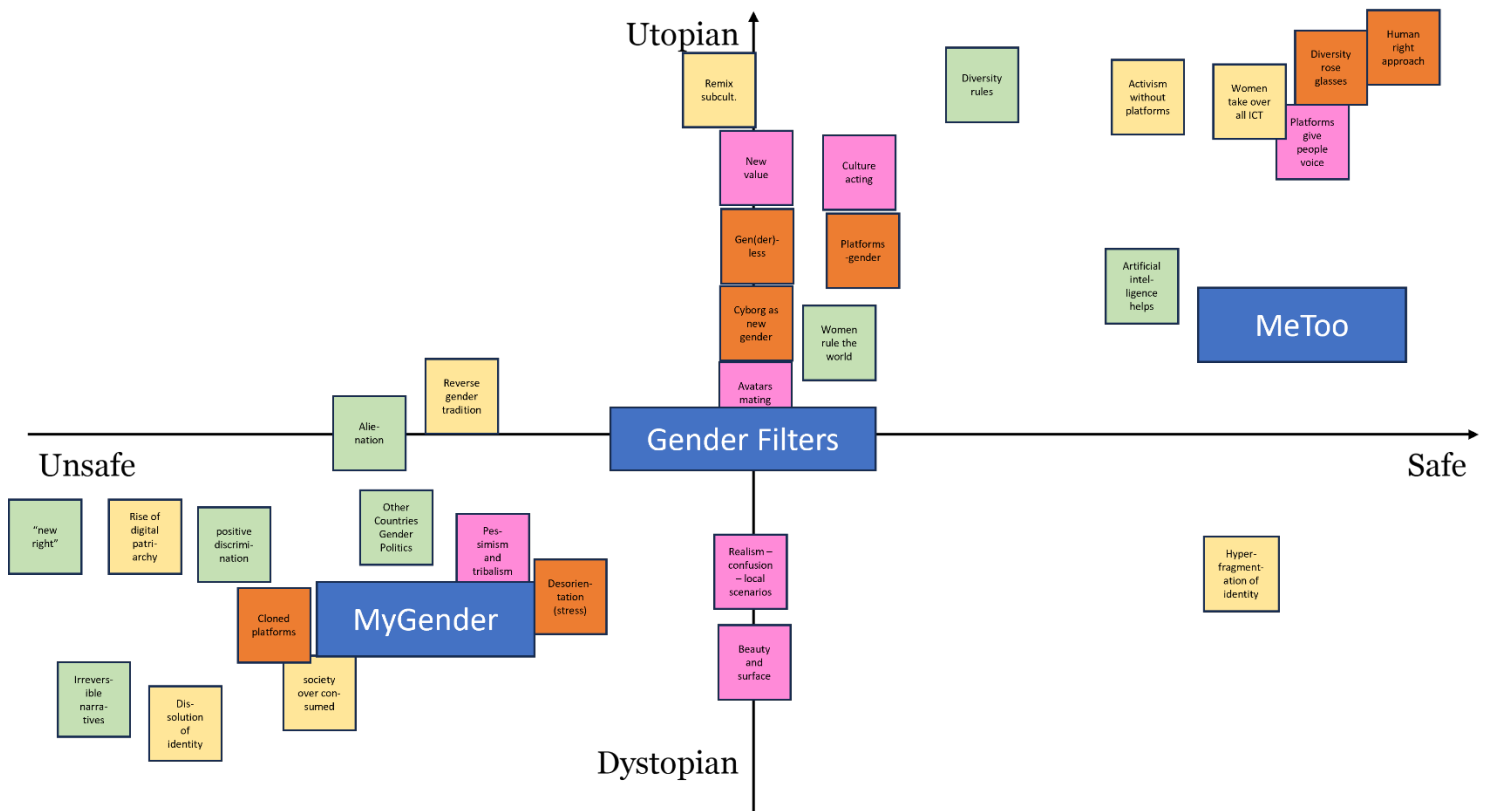 Utopian
Remix
subcult.
Diversity
rules
Activism
without
platforms
Women
take over
all ICT
Diversity
rose
glasses
Human
right
approach
Platforms
give
people
voice
New
value
Culture
acting
Gen(der)-
less
Platforms
-gender
Cyborg as
new
gender
Women
rule the
world
Artificial
intel-
ligence
helps
MeToo
Avatars
mating
Reverse
gender
tradition
Alie-
nation
Gender Filters
Unsafe
Safe
“new
right”
Rise of
digital
patri-
archy
positive
discrimi-
nation
Other
Countries
Gender
Politics
Pes-
simism
and
tribalism
Desorien-
tation
(stress)
Cloned
platforms
MyGender
society
over con-
sumed
Irrevers-
ible
narra-
tives
Dis-
solution
of
identity
Realism –
confusion
– local
scenarios
Beauty
and
surface
Hyper-
fragment-
ation of
identity
Dystopian